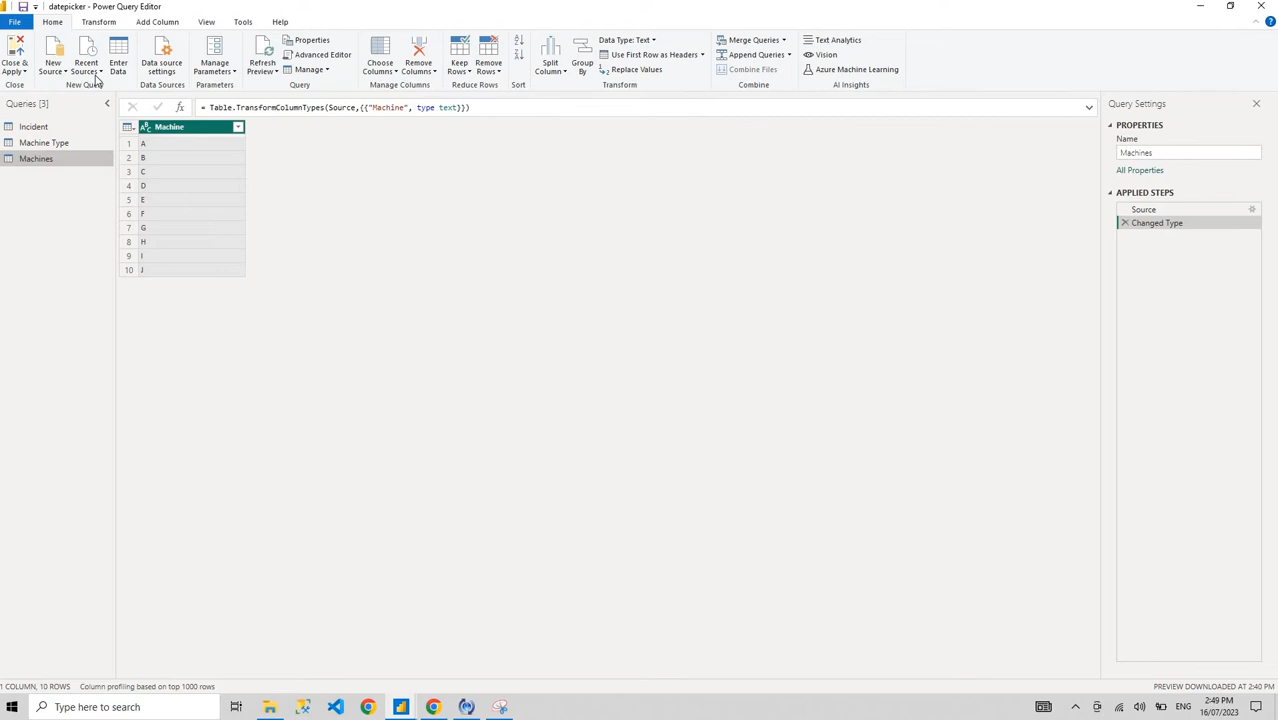 datepicker - Power Query Editor
File Home Transform Add Column View Tools Help
Close & Apply
New Source
Recent Sources
Enter Data
Data source settings
Manage Parameters
Refresh Preview
Properties
Advanced Editor
Manage
Choose Columns
Remove Columns
Keep Rows
Remove Rows
Split Column
Group By
Data Type: Text
Use First Row as Headers
Replace Values
Merge Queries
Append Queries
Combine Files
Text Analytics
Vision
Azure Machine Learning
Close New Query Data Sources Parameters Query Manage Columns Reduce Rows Sort Transform Combine AI Insights
Queries [3]
Incident
Machine Type
Machines
= Table.TransformColumnTypes(Source,{{"Machine", type text}})
Machine
1 A
2 B
3 C
4 D
5 E
6 F
7 G
8 H
9 I
10 J
Query Settings
PROPERTIES
Name
Machines
All Properties
APPLIED STEPS
Source
Changed Type
1 COLUMN, 10 ROWS Column profiling based on top 1000 rows
PREVIEW DOWNLOADED AT 2:40 PM
Type here to search
ENG
2:49 PM
16/07/2023